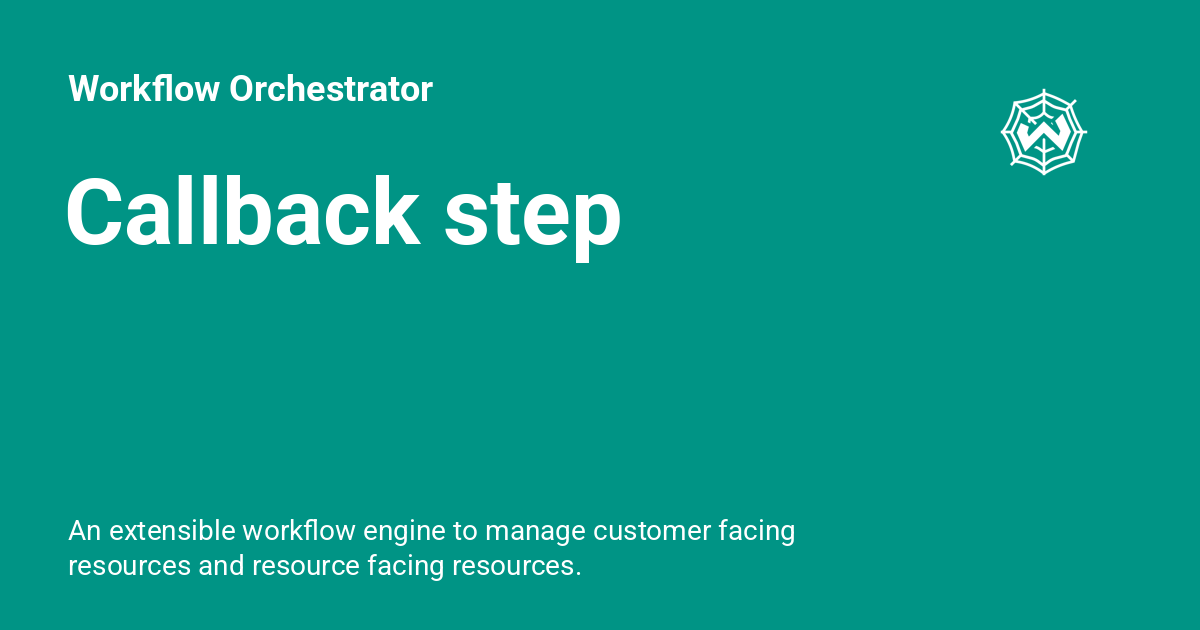 Workflow Orchestrator
Callback step
An extensible workflow engine to manage customer facing
resources and resource facing resources.